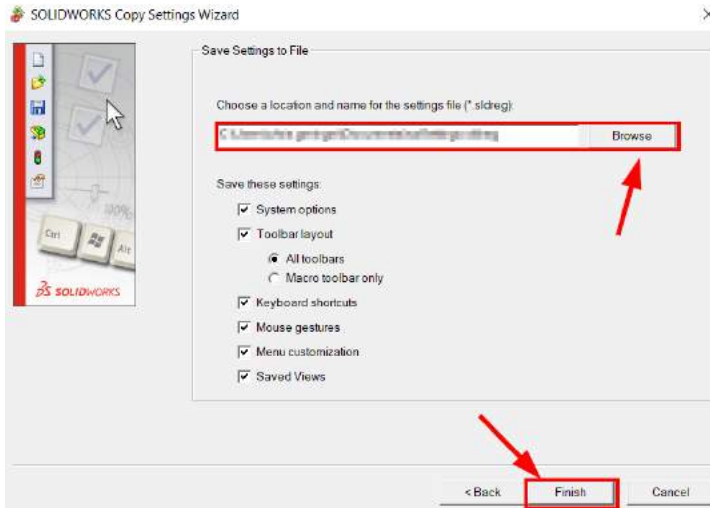 SOLIDWORKS Copy Settings Wizard
Save Settings to File
Choose a location and name for the settings file (*.sldreg):
Browse
Save these settings:
System options
Toolbar layout
All toolbars
Macro toolbar only
Keyboard shortcuts
Mouse gestures
Menu customization
Saved Views
100%
Ctrl
Alt
SOLIDWORKS
< Back Finish Cancel